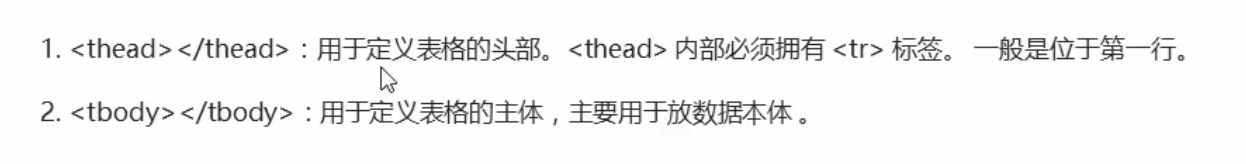 1. <thead></thead>：用于定义表格的头部。<thead> 内部必须拥有 <tr> 标签。 一般是位于第一行。
2. <tbody></tbody>：用于定义表格的主体，主要用于放数据本体 。